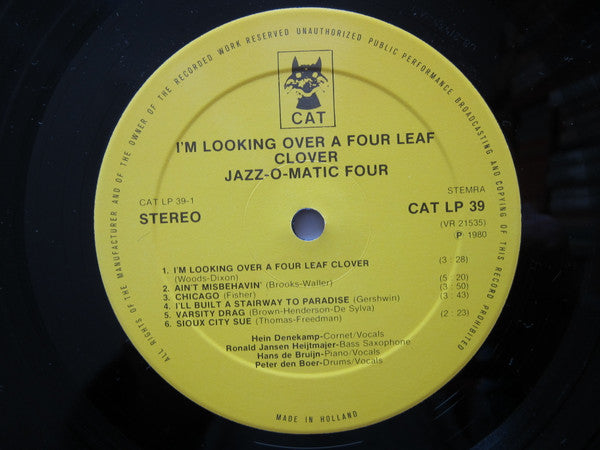 ALL RIGHTS OF THE MANUFACTURER AND OF THE OWNER OF THE RECORDED WORK RESERVED UNAUTHORIZED PUBLIC PERFORMANCE BROADCASTING AND COPYING OF THIS RECORD PROHIBITED
CAT
I'M LOOKING OVER A FOUR LEAF
CLOVER
JAZZ-O-MATIC FOUR
CAT LP 39-1
STEREO
STEMRA
CAT LP 39
(VR 21535)
℗ 1980
1. I'M LOOKING OVER A FOUR LEAF CLOVER (3 : 28)
(Woods-Dixon)
2. AIN'T MISBEHAVIN' (Brooks-Waller) (5 : 20)
3. CHICAGO (Fisher) (3 : 50)
4. I'LL BUILT A STAIRWAY TO PARADISE (Gershwin) (3 : 43)
5. VARSITY DRAG (Brown-Henderson-De Sylva) (2 : 23)
6. SIOUX CITY SUE (Thomas-Freedman)
Hein Denekamp-Cornet/Vocals
Ronald Jansen Heijtmajer-Bass Saxophone
Hans de Bruijn-Piano/Vocals
Peter den Boer-Drums/Vocals
MADE IN HOLLAND